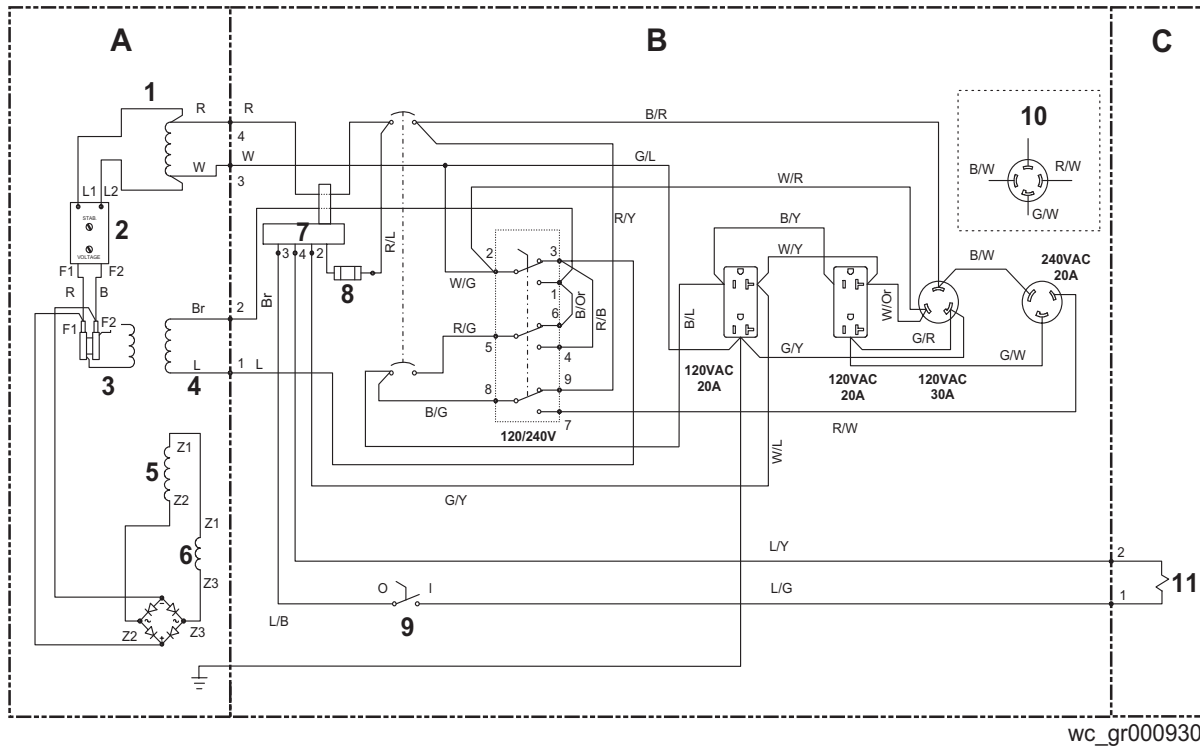 A
B
C
1
R
R
4
W
W
3
L1
L2
STAB.
2
VOLTAGE
F1
F2
R
B
F1
F2
3
Br
2
4
L
1
L
5
Z1
Z2
Z1
6
Z3
Z2
Z3
~
~
-
+
7
3
4
2
8
Br
R/L
B/R
G/L
W/R
R/Y
B/Y
W/Y
2
3
W/G
1
B/Or
R/B
6
R/G
5
4
8
9
B/G
7
120/240V
B/L
G/Y
W/Or
G/R
B/W
G/W
240VAC
20A
120VAC
20A
120VAC
20A
120VAC
30A
R/W
W/L
G/Y
10
B/W
R/W
G/W
L/Y
2
11
L/G
1
O
I
L/B
9
wc_gr000930